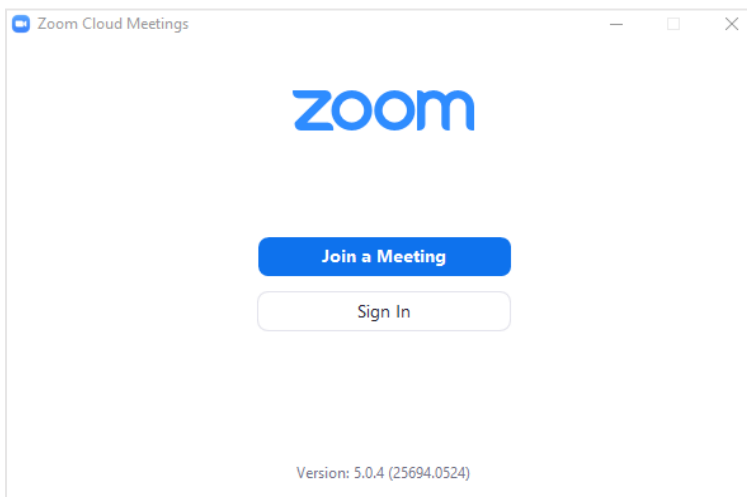 Zoom Cloud Meetings
zoom
Join a Meeting
Sign In
Version: 5.0.4 (25694.0524)